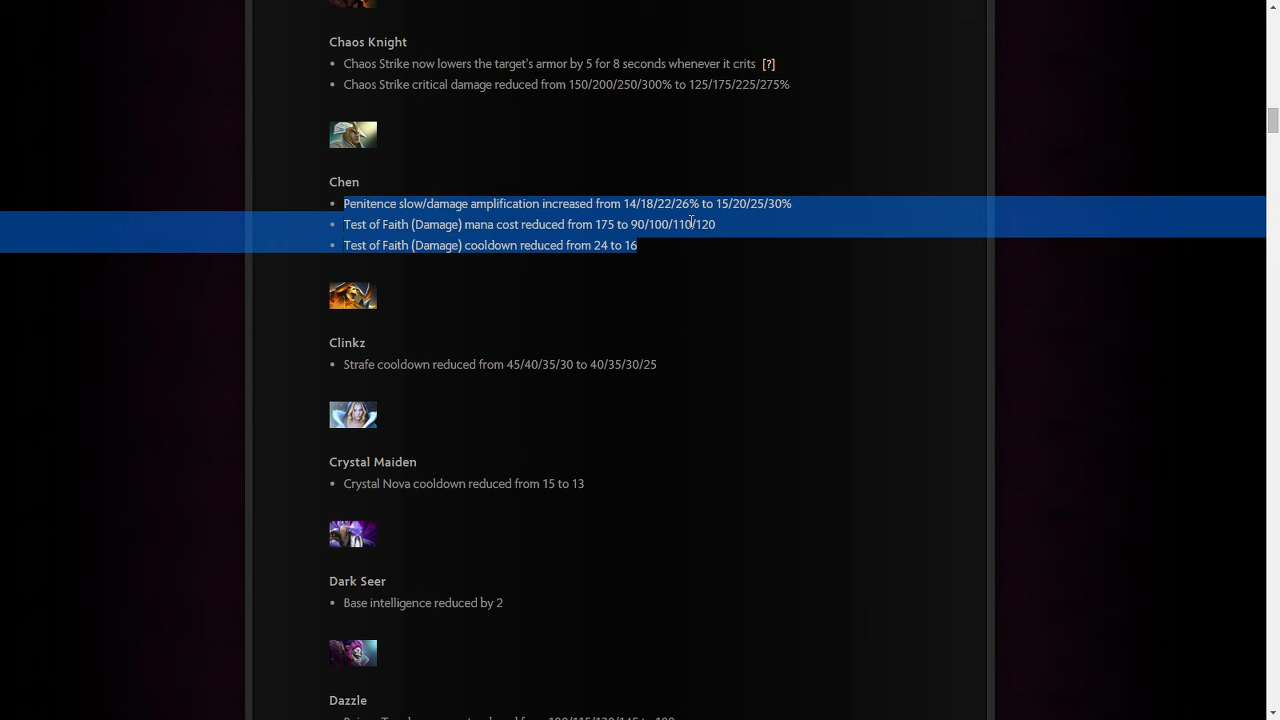 Chaos Knight
• Chaos Strike now lowers the target's armor by 5 for 8 seconds whenever it crits [?]
• Chaos Strike critical damage reduced from 150/200/250/300% to 125/175/225/275%
Chen
• Penitence slow/damage amplification increased from 14/18/22/26% to 15/20/25/30%
• Test of Faith (Damage) mana cost reduced from 175 to 90/100/110/120
• Test of Faith (Damage) cooldown reduced from 24 to 16
Clinkz
• Strafe cooldown reduced from 45/40/35/30 to 40/35/30/25
Crystal Maiden
• Crystal Nova cooldown reduced from 15 to 13
Dark Seer
• Base intelligence reduced by 2
Dazzle